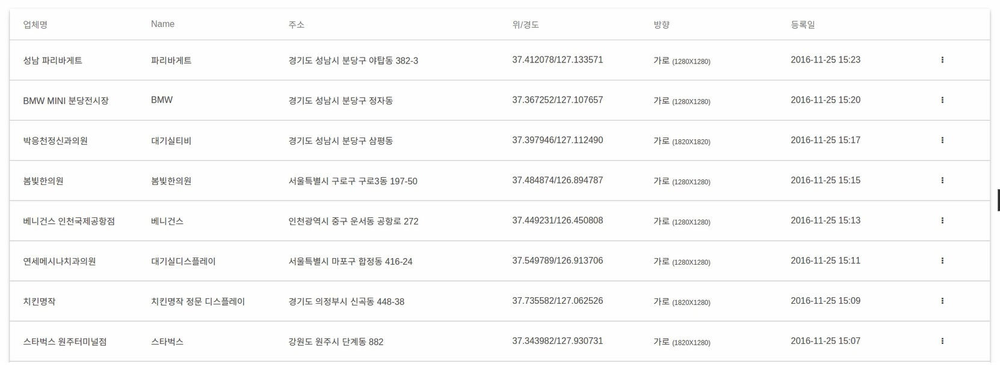 업체명 Name 주소 위/경도 방향 등록일
성남 파리바게트 파리바게트 경기도 성남시 분당구 야탑동 382-3 37.412078/127.133571 가로 (1280X1280) 2016-11-25 15:23
BMW MINI 분당전시장 BMW 경기도 성남시 분당구 정자동 37.367252/127.107657 가로 (1280X1280) 2016-11-25 15:20
박응천정신과의원 대기실티비 경기도 성남시 분당구 삼평동 37.397946/127.112490 가로 (1820X1820) 2016-11-25 15:17
봄빛한의원 봄빛한의원 서울특별시 구로구 구로3동 197-50 37.484874/126.894787 가로 (1280X1280) 2016-11-25 15:15
베니건스 인천국제공항점 베니건스 인천광역시 중구 운서동 공항로 272 37.449231/126.450808 가로 (1280X1280) 2016-11-25 15:13
연세메시나치과의원 대기실디스플레이 서울특별시 마포구 합정동 416-24 37.549789/126.913706 가로 (1280X1280) 2016-11-25 15:11
치킨명작 치킨명작 정문 디스플레이 경기도 의정부시 신곡동 448-38 37.735582/127.062526 가로 (1820X1280) 2016-11-25 15:09
스타벅스 원주터미널점 스타벅스 강원도 원주시 단계동 882 37.343982/127.930731 가로 (1820X1280) 2016-11-25 15:07